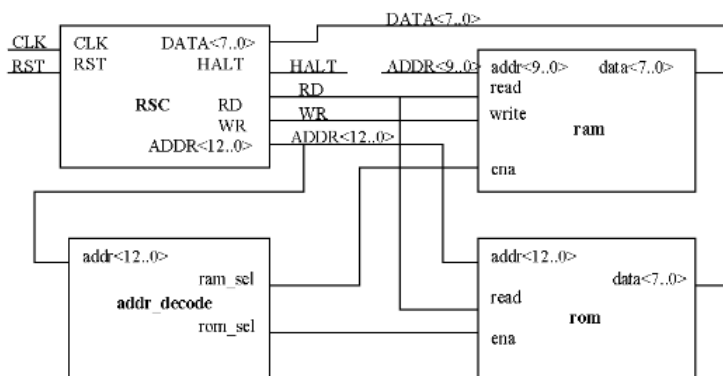 DATA<7..0>
CLK
CLK
DATA<7..0>
RST
RST
HALT
HALT
ADDR<9..0>
addr<9..0>
data<7..0>
RD
read
RSC
RD
WR
write
WR
ram
ADDR<12..0>
ADDR<12..0>
ena
addr<12..0>
addr<12..0>
ram_sel
data<7..0>
addr_decode
read
rom_sel
rom
ena